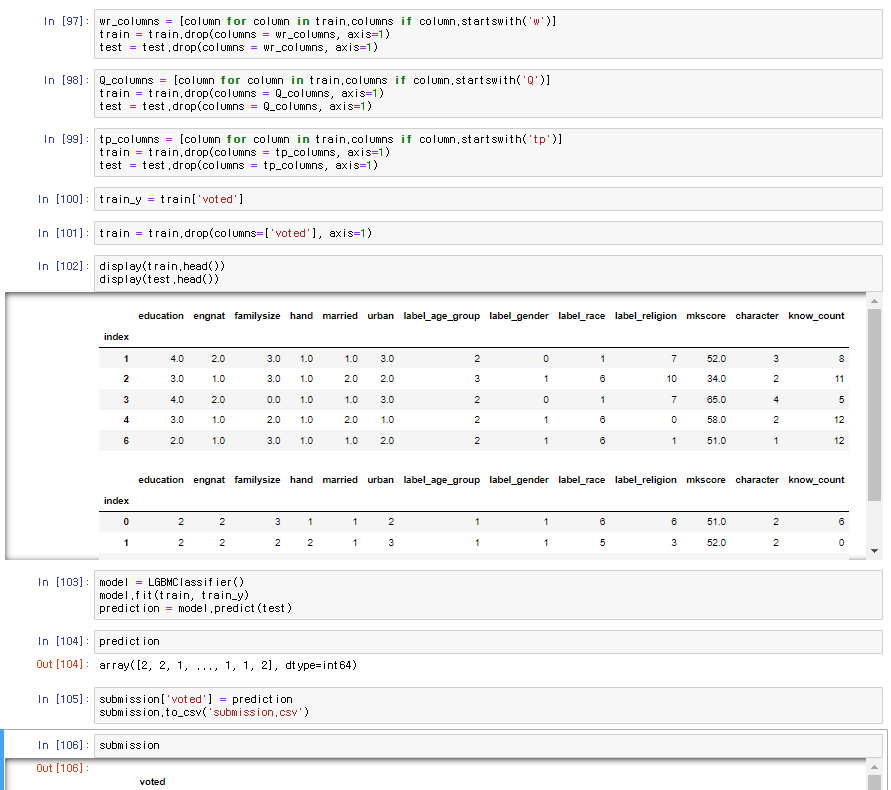 In [97]: wr_columns = [column for column in train.columns if column.startswith('w')]
train = train.drop(columns = wr_columns, axis=1)
test = test.drop(columns = wr_columns, axis=1)
In [98]: Q_columns = [column for column in train.columns if column.startswith('Q')]
train = train.drop(columns = Q_columns, axis=1)
test = test.drop(columns = Q_columns, axis=1)
In [99]: tp_columns = [column for column in train.columns if column.startswith('tp')]
train = train.drop(columns = tp_columns, axis=1)
test = test.drop(columns = tp_columns, axis=1)
In [100]: train_y = train['voted']
In [101]: train = train.drop(columns=['voted'], axis=1)
In [102]: display(train.head())
display(test.head())
education engnat familysize hand married urban label_age_group label_gender label_race label_religion mkscore character know_count
index
1 4.0 2.0 3.0 1.0 1.0 3.0 2 0 1 7 52.0 3 8
2 3.0 1.0 3.0 1.0 2.0 2.0 3 1 6 10 34.0 2 11
3 4.0 2.0 0.0 1.0 1.0 3.0 2 0 1 7 65.0 4 5
4 3.0 1.0 2.0 1.0 2.0 1.0 2 1 6 0 58.0 2 12
6 2.0 1.0 3.0 1.0 1.0 2.0 2 1 6 1 51.0 1 12
education engnat familysize hand married urban label_age_group label_gender label_race label_religion mkscore character know_count
index
0 2 2 3 1 1 2 1 1 6 6 51.0 2 6
1 2 2 2 2 1 3 1 1 5 3 52.0 2 0
In [103]: model = LGBMClassifier()
model.fit(train, train_y)
prediction = model.predict(test)
In [104]: prediction
Out[104]: array([2, 2, 1, ..., 1, 1, 2], dtype=int64)
In [105]: submission['voted'] = prediction
submission.to_csv('submission.csv')
In [106]: submission
Out[106]:
voted